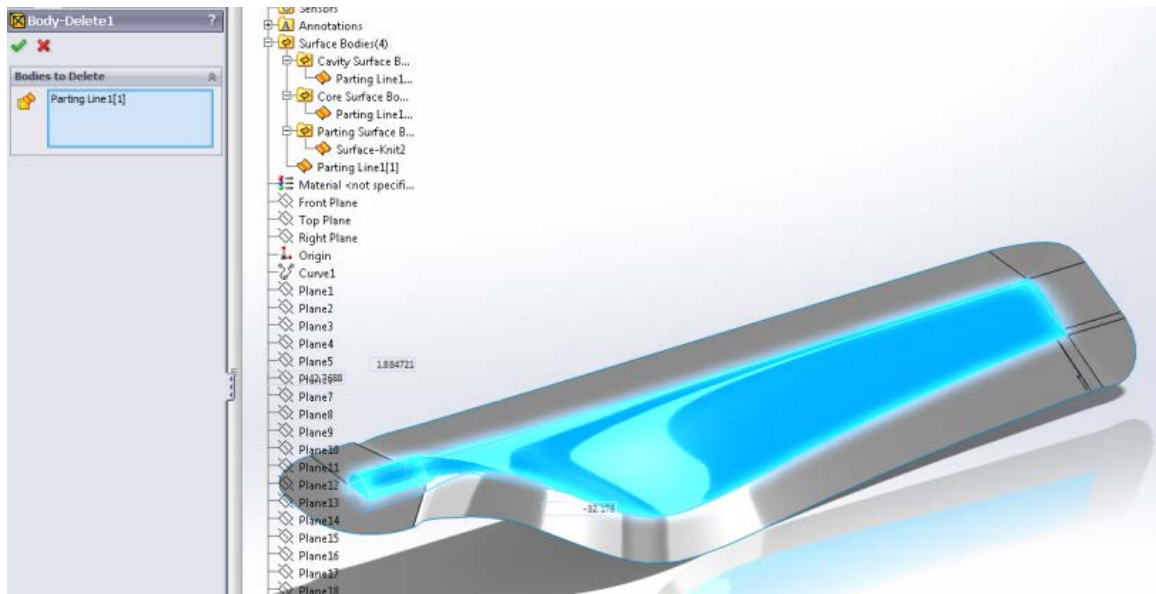 Body-Delete1 ?
Bodies to Delete
Parting Line1[1]
Sensors
Annotations
Surface Bodies(4)
Cavity Surface B...
Parting Line1...
Core Surface Bo...
Parting Line1...
Parting Surface B...
Surface-Knit2
Parting Line1[1]
Material <not specifi...
Front Plane
Top Plane
Right Plane
Origin
Curve1
Plane1
Plane2
Plane3
Plane4
Plane5
1.884721
Plane7
Plane8
Plane9
Plane10
Plane11
Plane12
Plane13
-32.178
Plane14
Plane15
Plane16
Plane17
Plane18